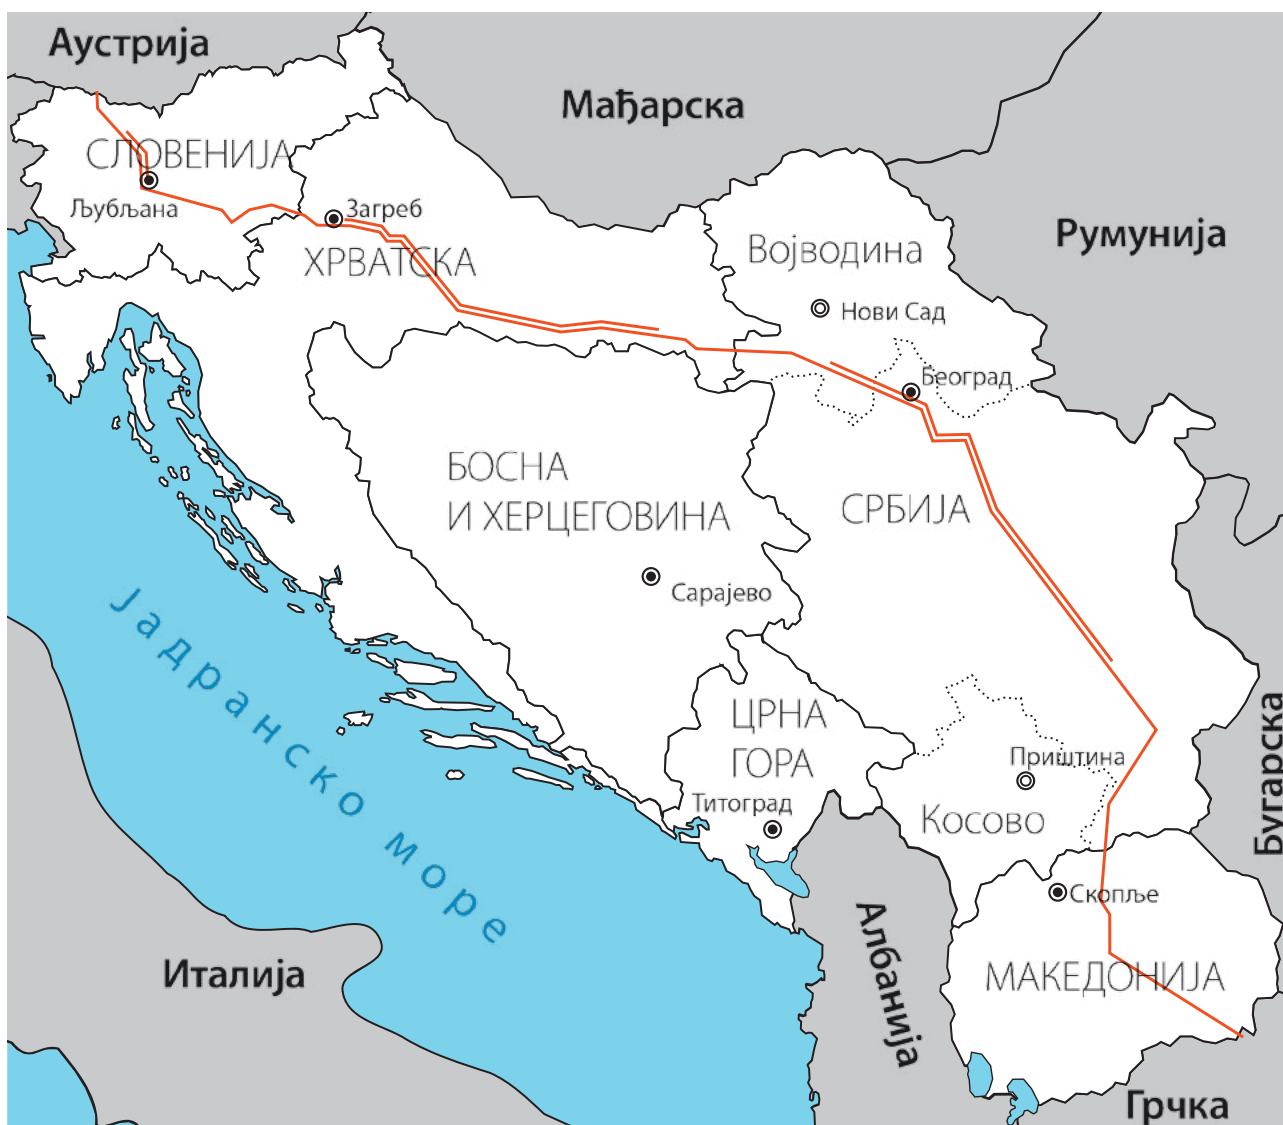 Аустрија
Мађарска
СЛОВЕНИЈА
Љубљана
Загреб
ХРВАТСКА
Војводина
Румунија
Нови Сад
Београд
БОСНА
И ХЕРЦЕГОВИНА
СРБИЈА
Сарајево
Јадранско море
ЦРНА
ГОРА
Титоград
Приштина
Косово
Бугарска
Скопље
Албанија
МАКЕДОНИЈА
Италија
Грчка